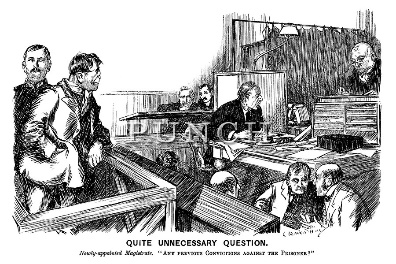 PUNCH
QUITE UNNECESSARY QUESTION.
Newly-appointed Magistrate. "ANY PREVIOUS CONVICTIONS AGAINST THE PRISONER?"